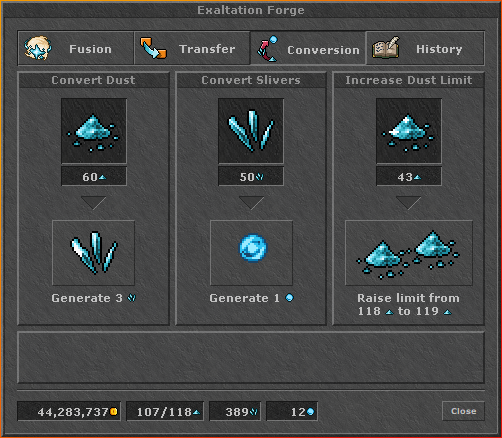 Exaltation Forge
Fusion
Transfer
Conversion
History
Convert Dust
Convert Slivers
Increase Dust Limit
60
50
43
Generate 3
Generate 1
Raise limit from
118 to 119
44,283,737
107/118
389
12
Close